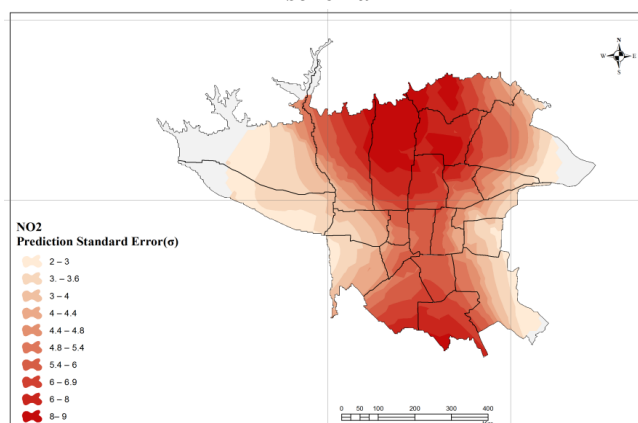 N
W E
S
NO2
Prediction Standard Error(σ)
2 – 3
3. – 3.6
3 – 4
4 – 4.4
4.4 – 4.8
4.8 – 5.4
5.4 – 6
6 – 6.9
6 – 8
8– 9
0 50 100 200 300 400